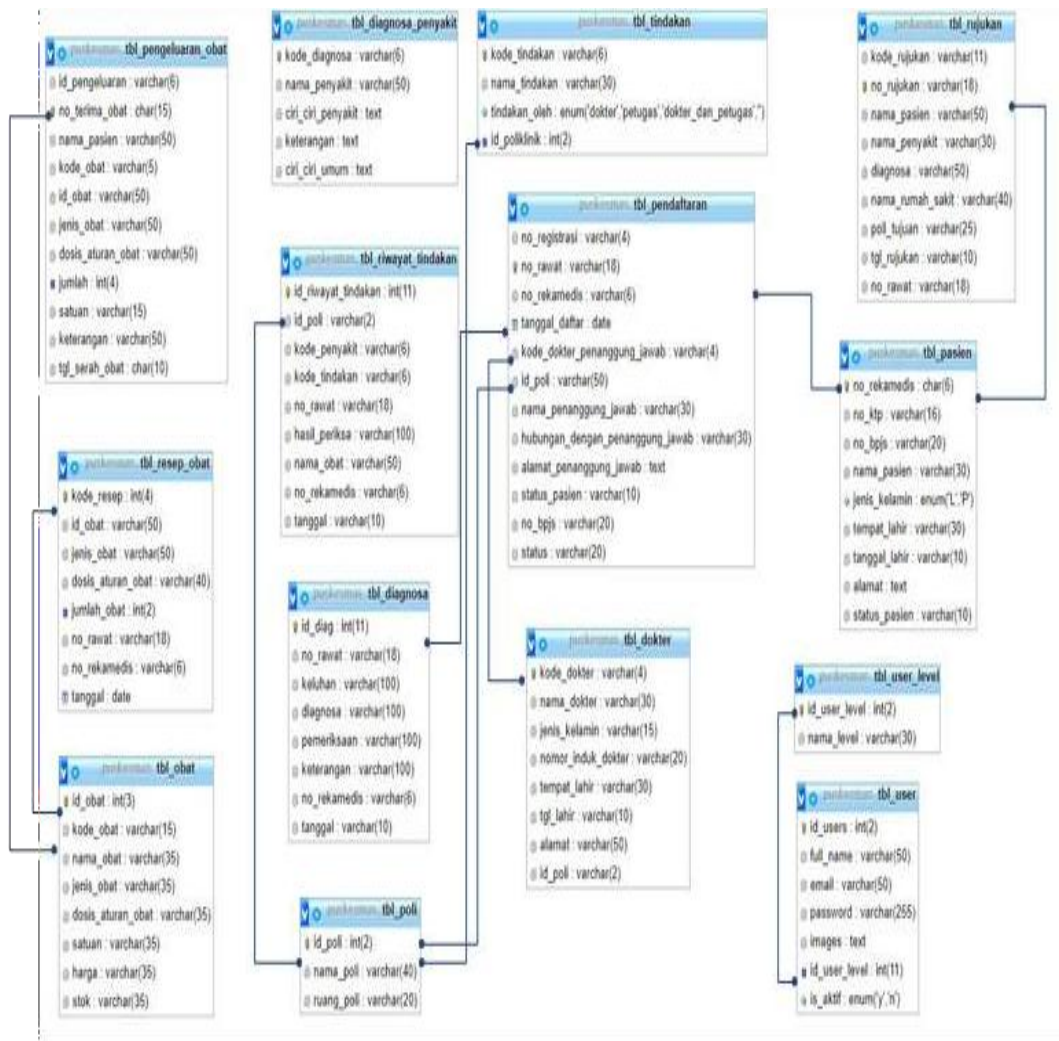 puskesmas tbl_pengeluaran_obat
id_pengeluaran : varchar(6)
no_terima_obat : char(15)
nama_pasien : varchar(50)
kode_obat : varchar(5)
id_obat : varchar(50)
jenis_obat : varchar(50)
dosis_aturan_obat : varchar(50)
jumlah : int(4)
satuan : varchar(15)
keterangan : varchar(50)
tgl_serah_obat : char(10)
puskesmas tbl_diagnosa_penyakit
kode_diagnosa : varchar(6)
nama_penyakit : varchar(50)
ciri_ciri_penyakit : text
keterangan : text
ciri_ciri_umum : text
puskesmas tbl_tindakan
kode_tindakan : varchar(6)
nama_tindakan : varchar(30)
tindakan_oleh : enum('dokter','petugas','dokter_dan_petugas','')
id_poliklinik : int(2)
puskesmas tbl_rujukan
kode_rujukan : varchar(11)
no_rujukan : varchar(18)
nama_pasien : varchar(50)
nama_penyakit : varchar(30)
diagnosa : varchar(50)
nama_rumah_sakit : varchar(40)
poli_tujuan : varchar(25)
tgl_rujukan : varchar(10)
no_rawat : varchar(18)
puskesmas tbl_riwayat_tindakan
id_riwayat_tindakan : int(11)
id_poli : varchar(2)
kode_penyakit : varchar(6)
kode_tindakan : varchar(6)
no_rawat : varchar(18)
hasil_periksa : varchar(100)
nama_obat : varchar(50)
no_rekamedis : varchar(6)
tanggal : varchar(10)
puskesmas tbl_pendaftaran
no_registrasi : varchar(4)
no_rawat : varchar(18)
no_rekamedis : varchar(6)
tanggal_daftar : date
kode_dokter_penanggung_jawab : varchar(4)
id_poli : varchar(50)
nama_penanggung_jawab : varchar(30)
hubungan_dengan_penanggung_jawab : varchar(30)
alamat_penanggung_jawab : text
status_pasien : varchar(10)
no_bpjs : varchar(20)
status : varchar(20)
puskesmas tbl_pasien
no_rekamedis : char(6)
no_ktp : varchar(16)
no_bpjs : varchar(20)
nama_pasien : varchar(30)
jenis_kelamin : enum('L','P')
tempat_lahir : varchar(30)
tanggal_lahir : varchar(10)
alamat : text
status_pasien : varchar(10)
puskesmas tbl_resep_obat
kode_resep : int(4)
id_obat : varchar(50)
jenis_obat : varchar(50)
dosis_aturan_obat : varchar(40)
jumlah_obat : int(2)
no_rawat : varchar(18)
no_rekamedis : varchar(6)
tanggal : date
puskesmas tbl_diagnosa
id_diag : int(11)
no_rawat : varchar(18)
keluhan : varchar(100)
diagnosa : varchar(100)
pemeriksaan : varchar(100)
keterangan : varchar(100)
no_rekamedis : varchar(6)
tanggal : varchar(10)
puskesmas tbl_dokter
kode_dokter : varchar(4)
nama_dokter : varchar(30)
jenis_kelamin : varchar(15)
nomor_induk_dokter : varchar(20)
tempat_lahir : varchar(30)
tgl_lahir : varchar(10)
alamat : varchar(50)
id_poli : varchar(2)
puskesmas tbl_user_level
id_user_level : int(2)
nama_level : varchar(30)
puskesmas tbl_obat
id_obat : int(3)
kode_obat : varchar(15)
nama_obat : varchar(35)
jenis_obat : varchar(35)
dosis_aturan_obat : varchar(35)
satuan : varchar(35)
harga : varchar(35)
stok : varchar(35)
puskesmas tbl_poli
id_poli : int(2)
nama_poli : varchar(40)
ruang_poli : varchar(20)
puskesmas tbl_user
id_users : int(2)
full_name : varchar(50)
email : varchar(50)
password : varchar(255)
images : text
id_user_level : int(11)
is_aktif : enum('y','n')